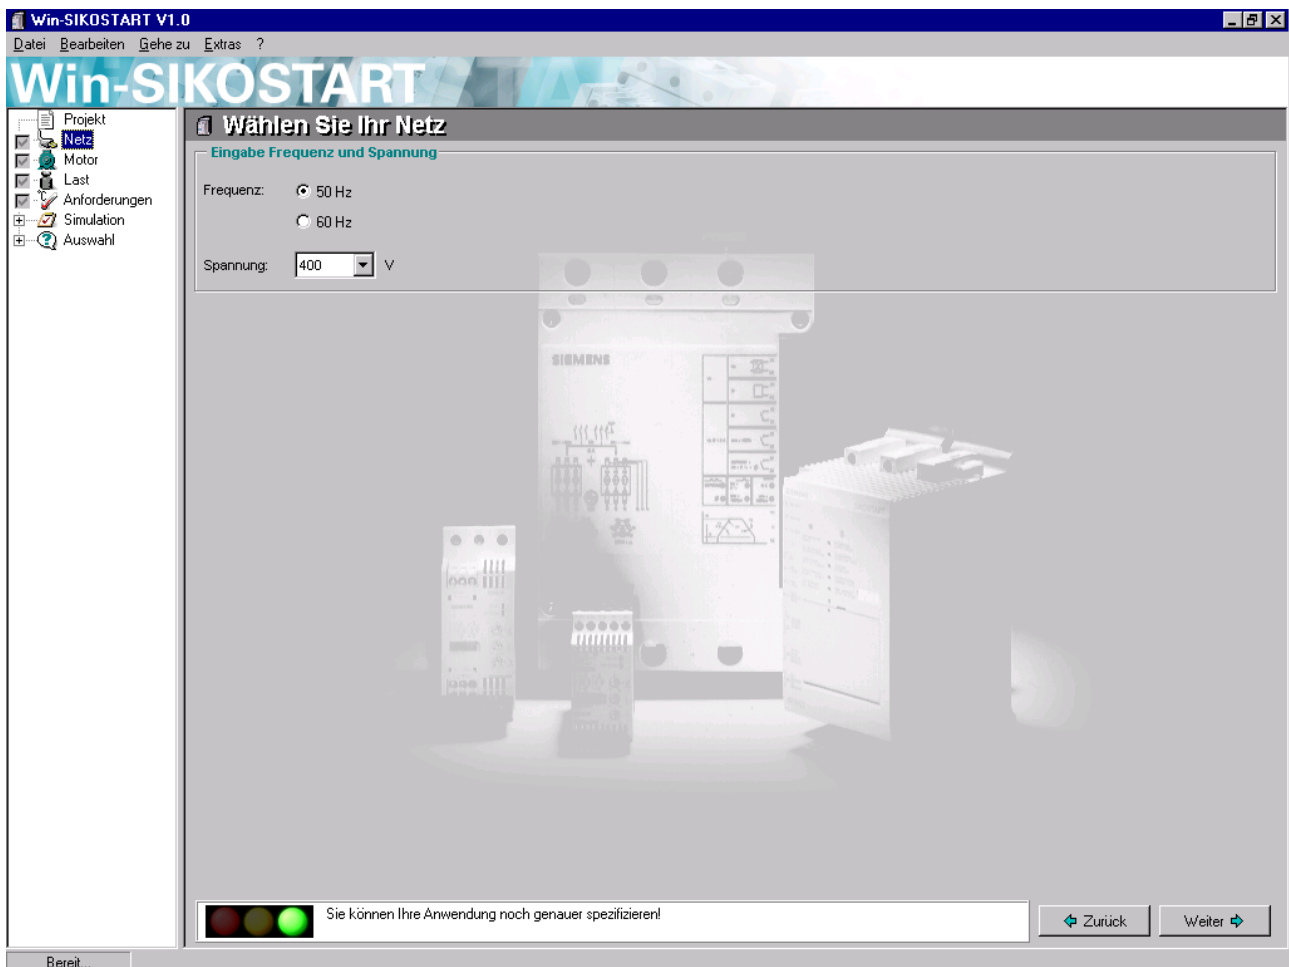 Win-SIKOSTART V1.0
Datei Bearbeiten Gehe zu Extras ?
Win-SIKOSTART
Projekt
Netz
Motor
Last
Anforderungen
Simulation
Auswahl
Wählen Sie Ihr Netz
Eingabe Frequenz und Spannung
Frequenz: 50 Hz
60 Hz
Spannung: 400 V
SIEMENS
Sie können Ihre Anwendung noch genauer spezifizieren!
Zurück Weiter
Bereit...